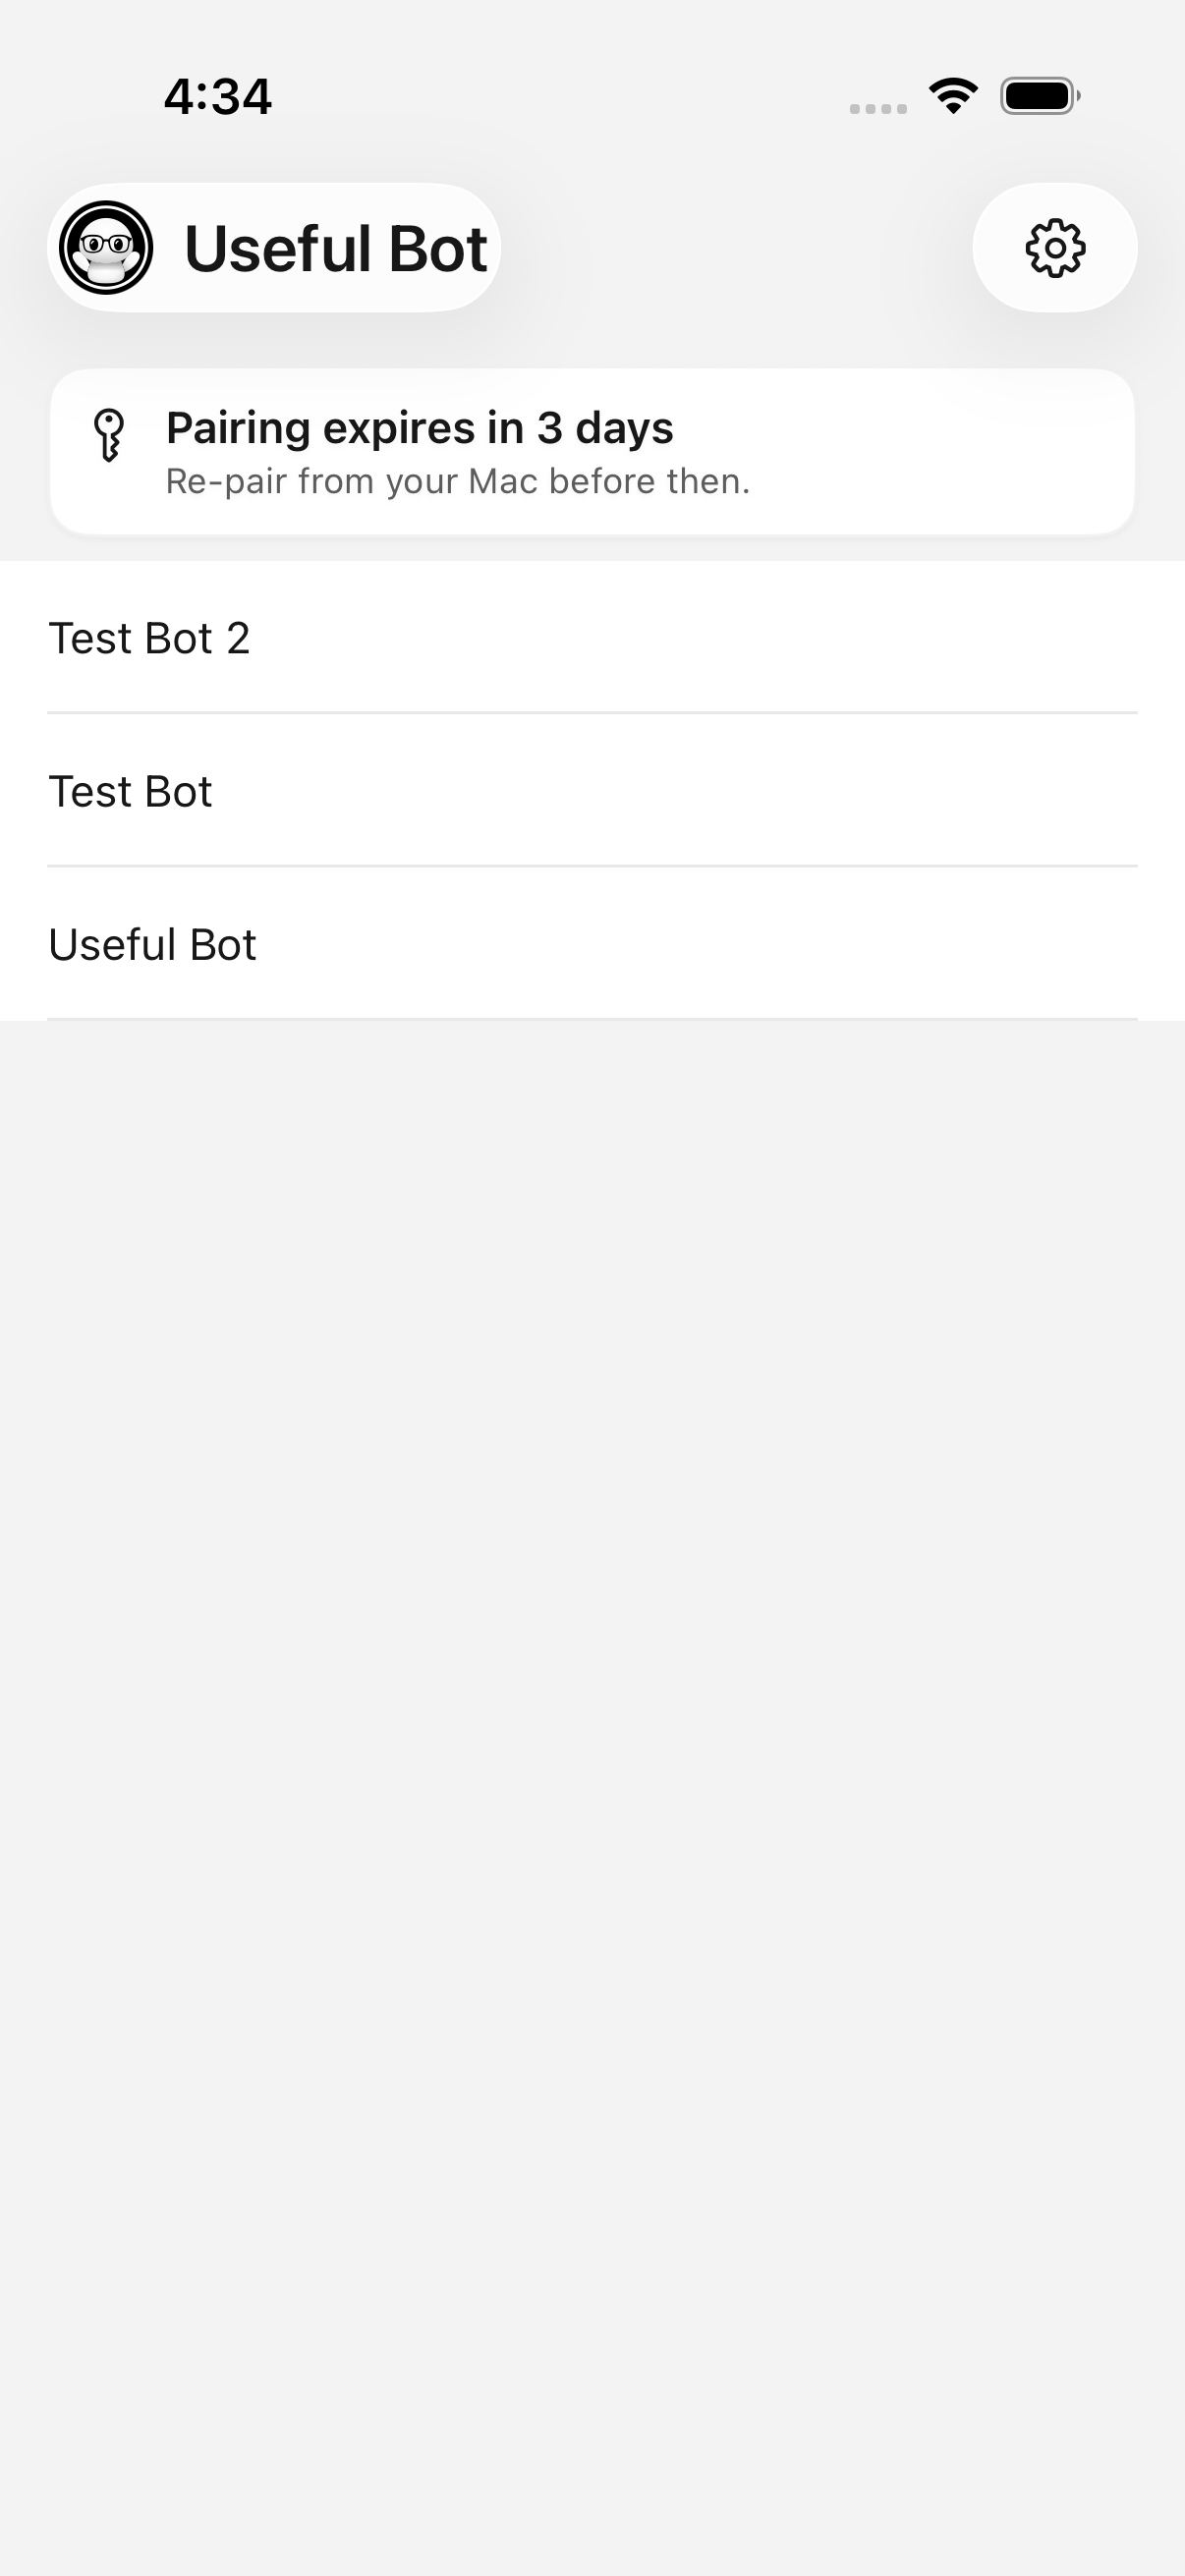 4:34
Useful Bot
Pairing expires in 3 days
Re-pair from your Mac before then.
Test Bot 2
Test Bot
Useful Bot